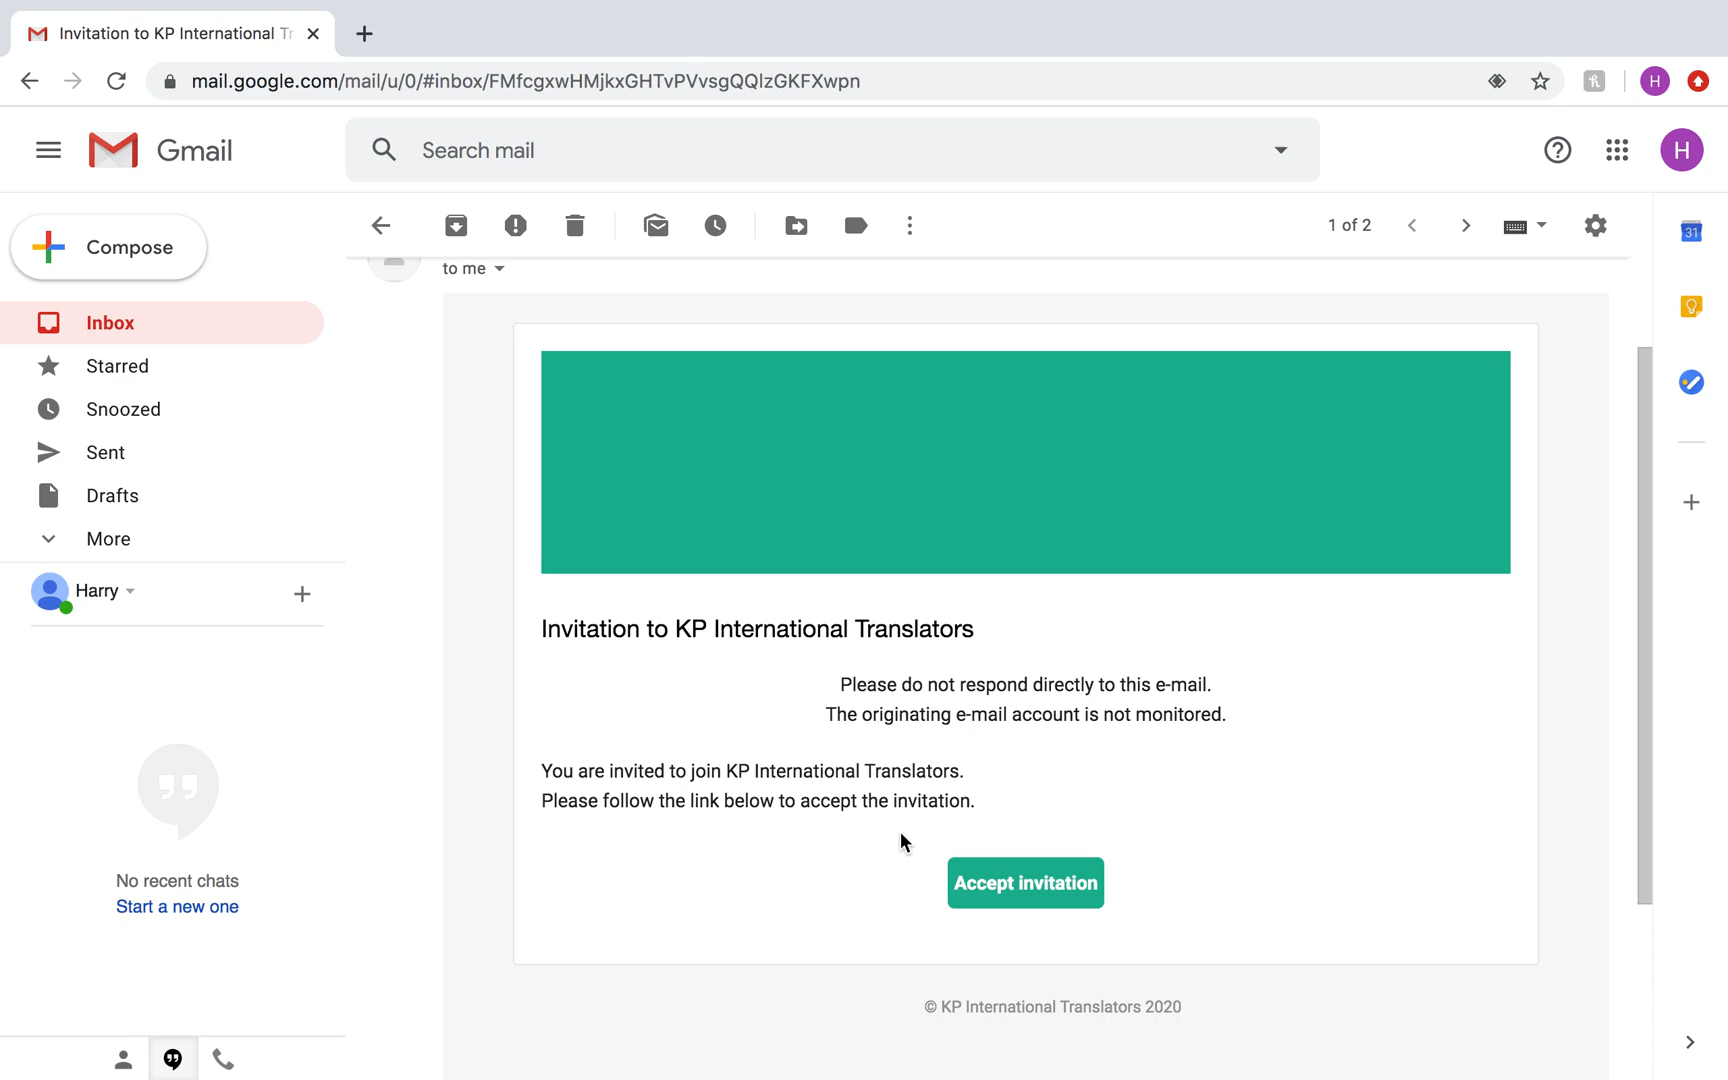 Invitation to KP International Tr
mail.google.com/mail/u/0/#inbox/FMfcgxwHMjkxGHTvPVvsgQQlzGKFXwpn
H
Gmail
Search mail
H
Compose
1 of 2
31
to me
Inbox
Starred
Snoozed
Sent
Drafts
More
Harry
Invitation to KP International Translators
Please do not respond directly to this e-mail.
The originating e-mail account is not monitored.
You are invited to join KP International Translators.
Please follow the link below to accept the invitation.
Accept invitation
No recent chats
Start a new one
© KP International Translators 2020